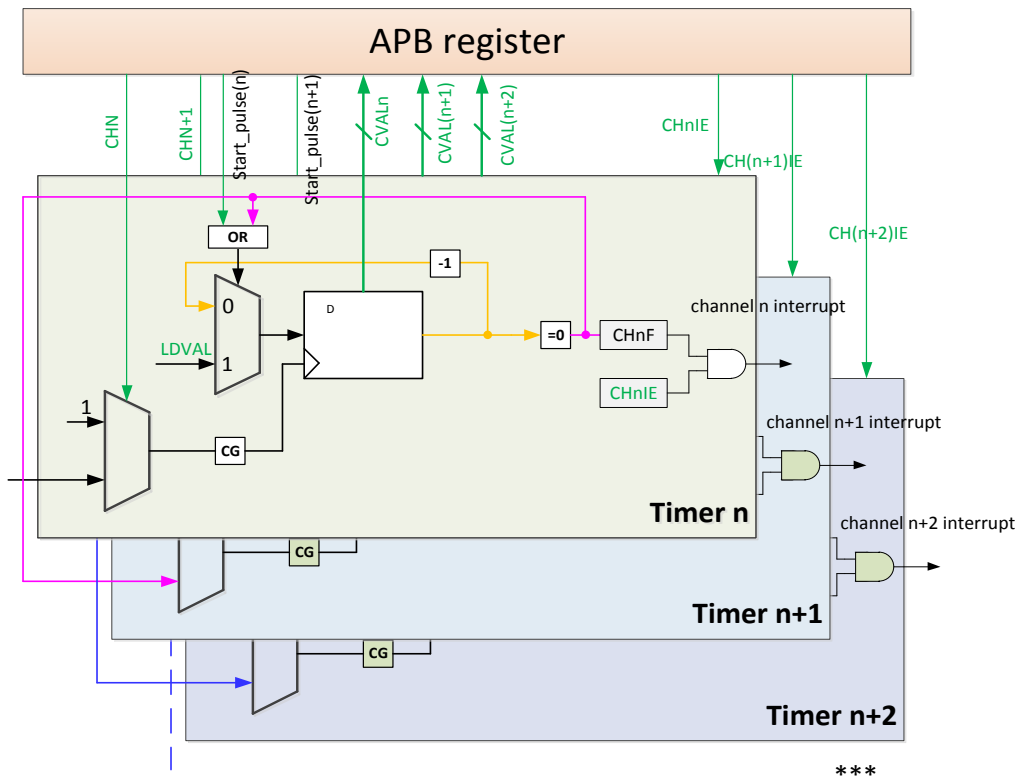 APB register
CHN
CHN+1
Start_pulse(n)
Start_pulse(n+1)
CVALn
CVAL(n+1)
CVAL(n+2)
CHnIE
CH(n+1)IE
CH(n+2)IE
OR
-1
0
D
LDVAL
1
=0
CHnF
channel n interrupt
CHnIE
1
CG
channel n+1 interrupt
Timer n
channel n+2 interrupt
CG
Timer n+1
CG
Timer n+2
***